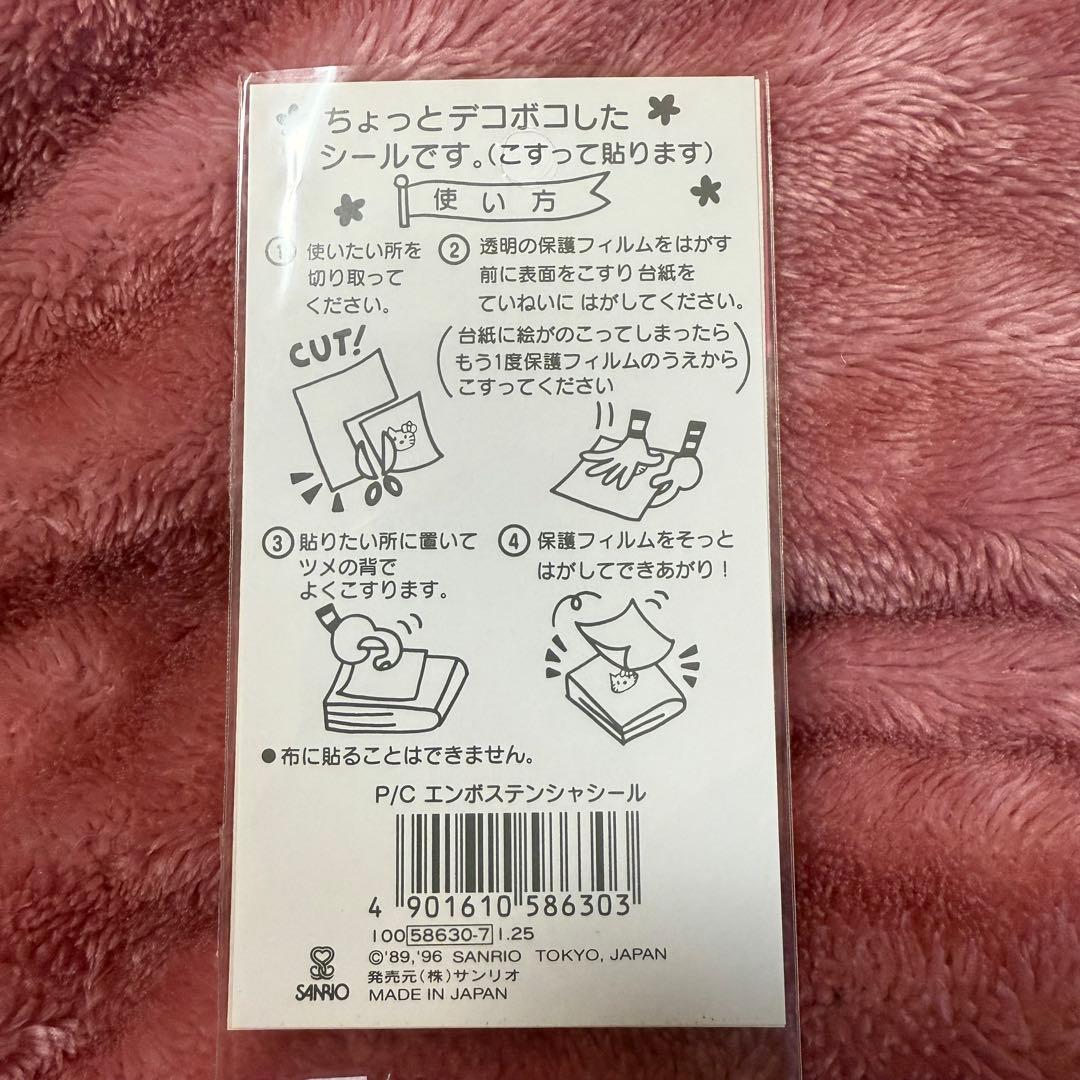 ちょっとデコボコした
シールです。(こすって貼ります)
使い方
① 使いたい所を
切り取って
ください。
② 透明の保護フィルムをはがす
前に表面をこすり台紙を
ていねいに はがしてください。
(台紙に絵がのこってしまったら
もう1度保護フィルムのうえから
こすってください)
CUT!
③ 貼りたい所に置いて
ツメの背で
よくこすります。
④ 保護フィルムをそっと
はがしてできあがり!
●布に貼ることはできません。
P/C エンボステンシャシール
4 901610 586303
100 58630-7 1.25
©'89,'96 SANRIO TOKYO, JAPAN
発売元(株)サンリオ
SANRIO MADE IN JAPAN